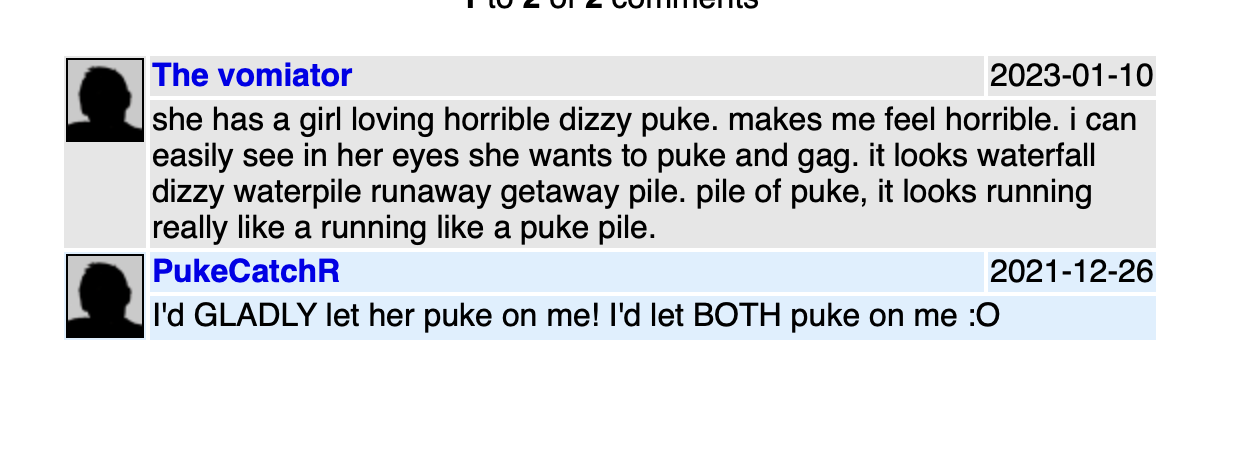 1 to 2 of 2 comments
The vomiator
2023-01-10
she has a girl loving horrible dizzy puke. makes me feel horrible. i can
easily see in her eyes she wants to puke and gag. it looks waterfall
dizzy waterpile runaway getaway pile. pile of puke, it looks running
really like a running like a puke pile.
PukeCatchR
2021-12-26
I'd GLADLY let her puke on me! I'd let BOTH puke on me :O